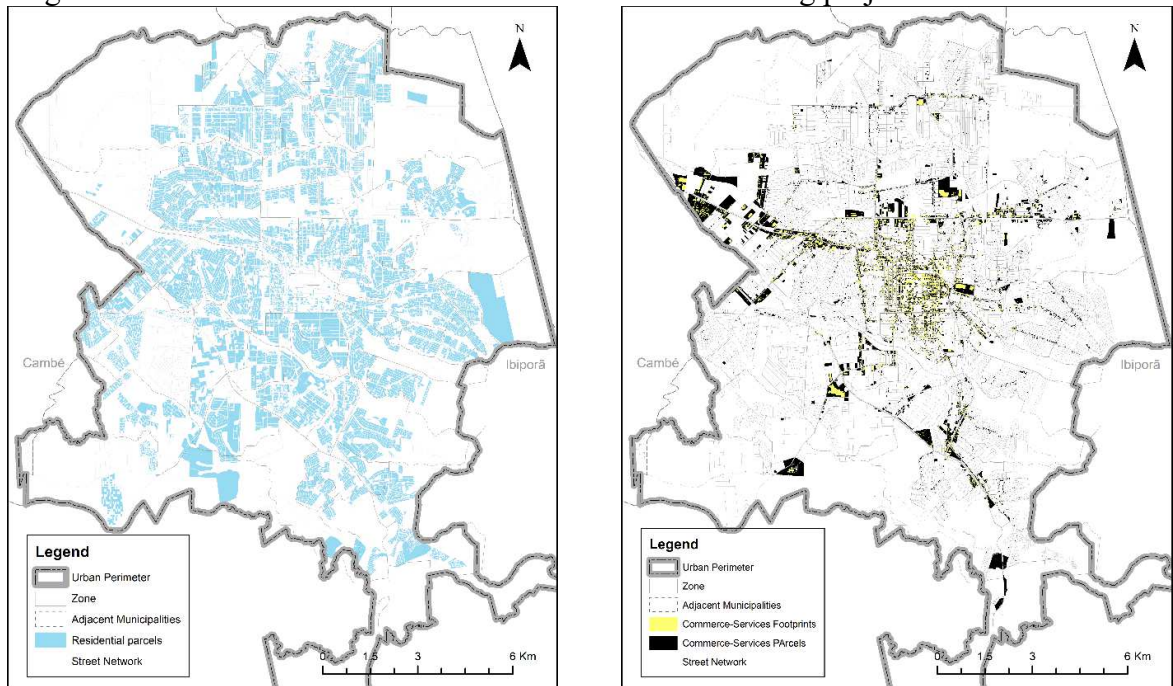 N
Cambé
Ibiporã
Legend
Urban Perimeter
Zone
Adjacent Municipalities
Residential parcels
Street Network
0 1.5 3 6 Km
N
Cambé
Ibiporã
Legend
Urban Perimeter
Zone
Adjacent Municipalities
Commerce-Services Footprints
Commerce-Services PArcels
Street Network
0 1.5 3 6 Km